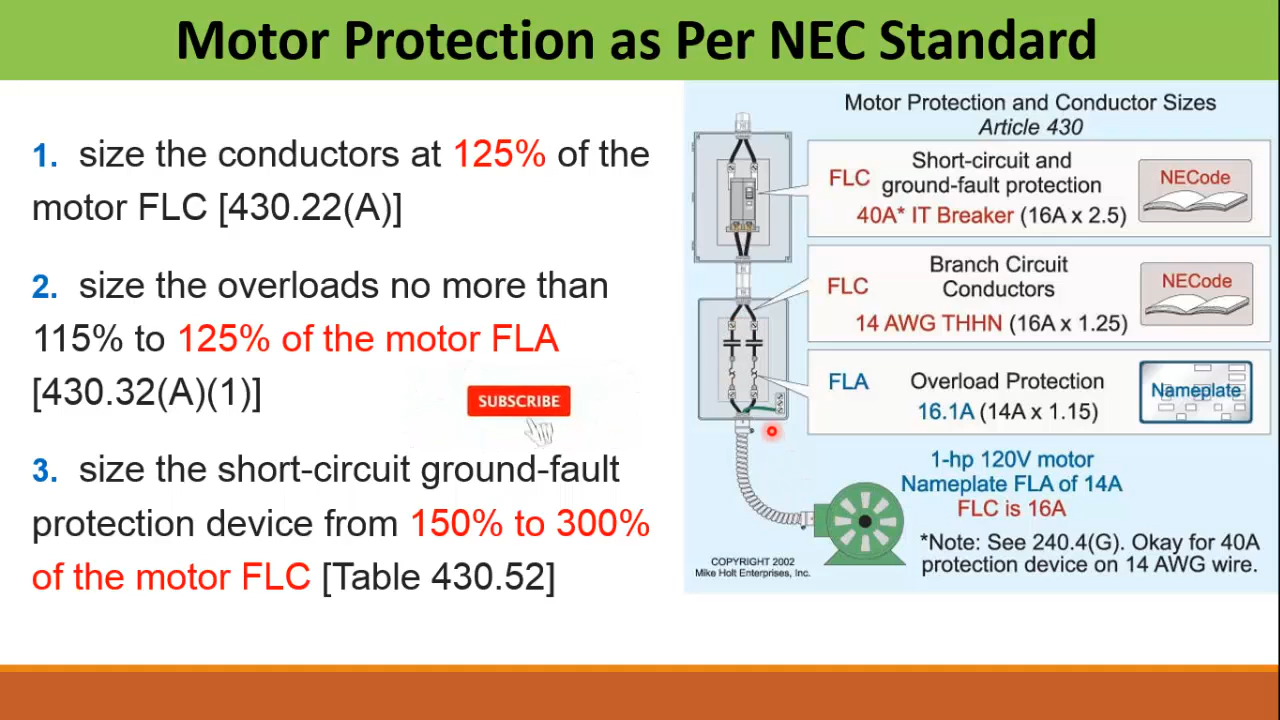 Motor Protection as Per NEC Standard
1. size the conductors at 125% of the
motor FLC [430.22(A)]
2. size the overloads no more than
115% to 125% of the motor FLA
[430.32(A)(1)]
SUBSCRIBE
3. size the short-circuit ground-fault
protection device from 150% to 300%
of the motor FLC [Table 430.52]
Motor Protection and Conductor Sizes
Article 430
FLC
Short-circuit and
ground-fault protection
40A* IT Breaker (16A x 2.5)
NECode
FLC
Branch Circuit
Conductors
14 AWG THHN (16A x 1.25)
NECode
FLA
Overload Protection
16.1A (14A x 1.15)
Nameplate
1-hp 120V motor
Nameplate FLA of 14A
FLC is 16A
*Note: See 240.4(G). Okay for 40A
protection device on 14 AWG wire.
COPYRIGHT 2002
Mike Holt Enterprises, Inc.